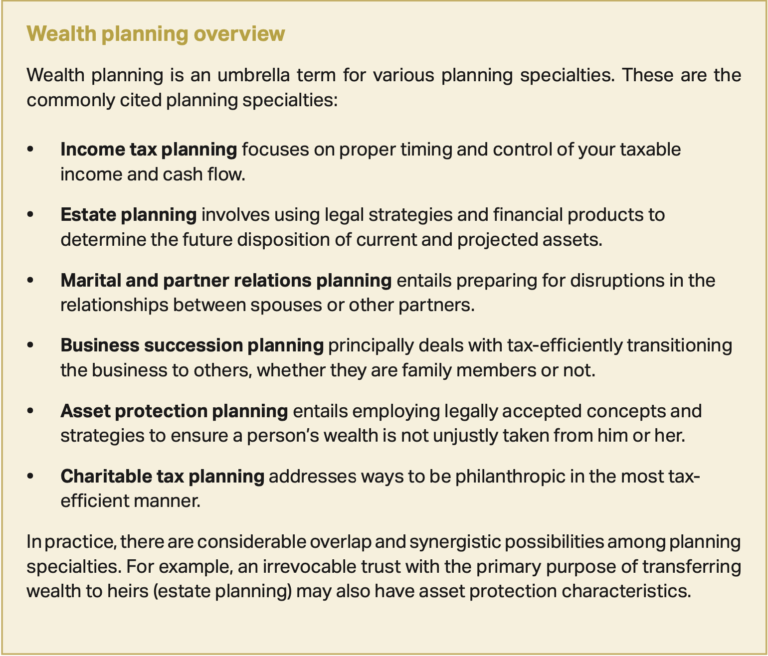 Wealth planning overview
Wealth planning is an umbrella term for various planning specialties. These are the
commonly cited planning specialties:
• Income tax planning focuses on proper timing and control of your taxable
income and cash flow.
• Estate planning involves using legal strategies and financial products to
determine the future disposition of current and projected assets.
• Marital and partner relations planning entails preparing for disruptions in the
relationships between spouses or other partners.
• Business succession planning principally deals with tax-efficiently transitioning
the business to others, whether they are family members or not.
• Asset protection planning entails employing legally accepted concepts and
strategies to ensure a person’s wealth is not unjustly taken from him or her.
• Charitable tax planning addresses ways to be philanthropic in the most tax-
efficient manner.
In practice, there are considerable overlap and synergistic possibilities among planning
specialties. For example, an irrevocable trust with the primary purpose of transferring
wealth to heirs (estate planning) may also have asset protection characteristics.